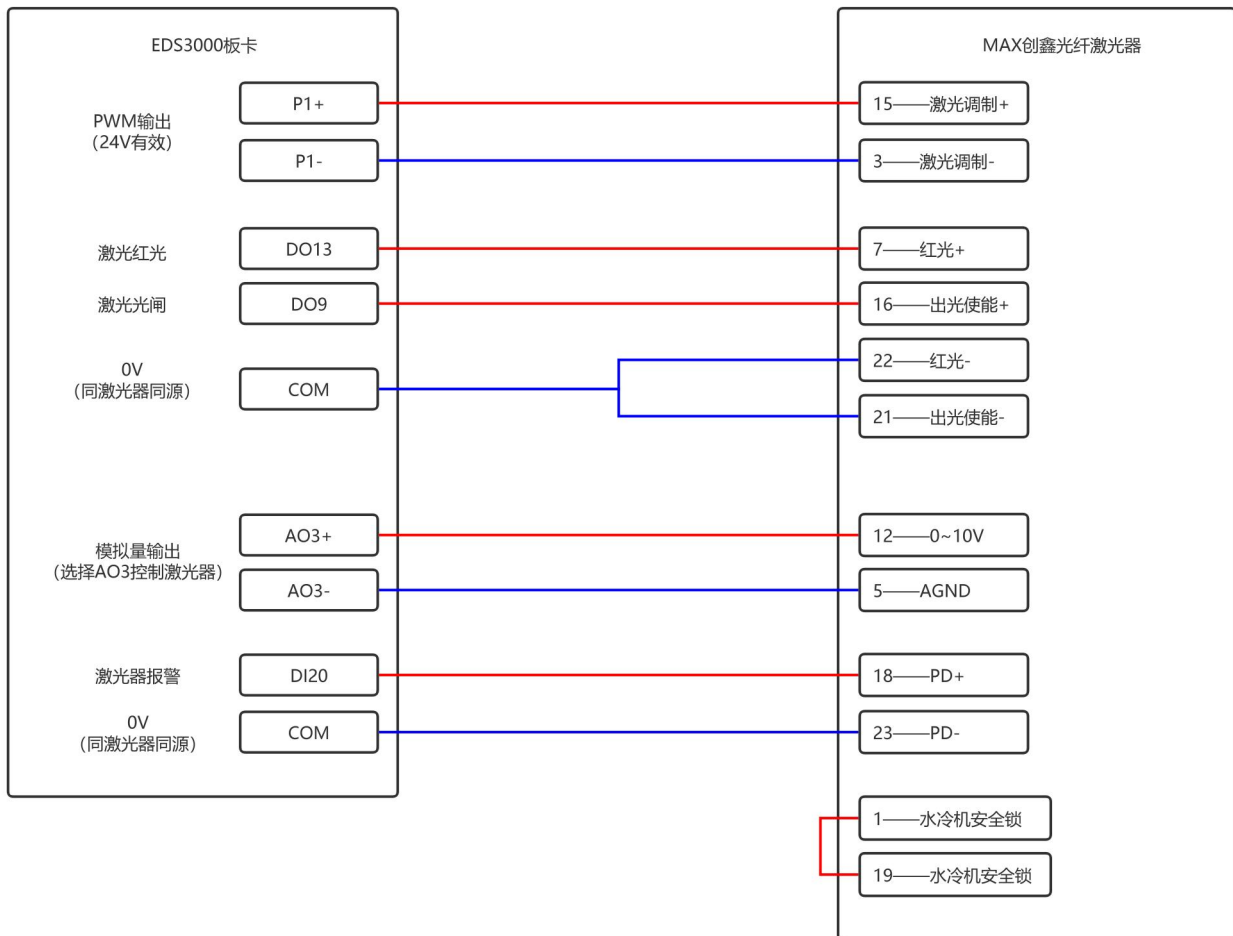 EDS3000板卡
MAX创鑫光纤激光器
PWM输出
(24V有效)
P1+
15——激光调制+
P1-
3——激光调制-
激光红光
DO13
7——红光+
激光光闸
DO9
16——出光使能+
0V
(同激光器同源)
COM
22——红光-
21——出光使能-
模拟量输出
(选择AO3控制激光器)
AO3+
12——0~10V
AO3-
5——AGND
激光器报警
DI20
18——PD+
0V
(同激光器同源)
COM
23——PD-
1——水冷机安全锁
19——水冷机安全锁